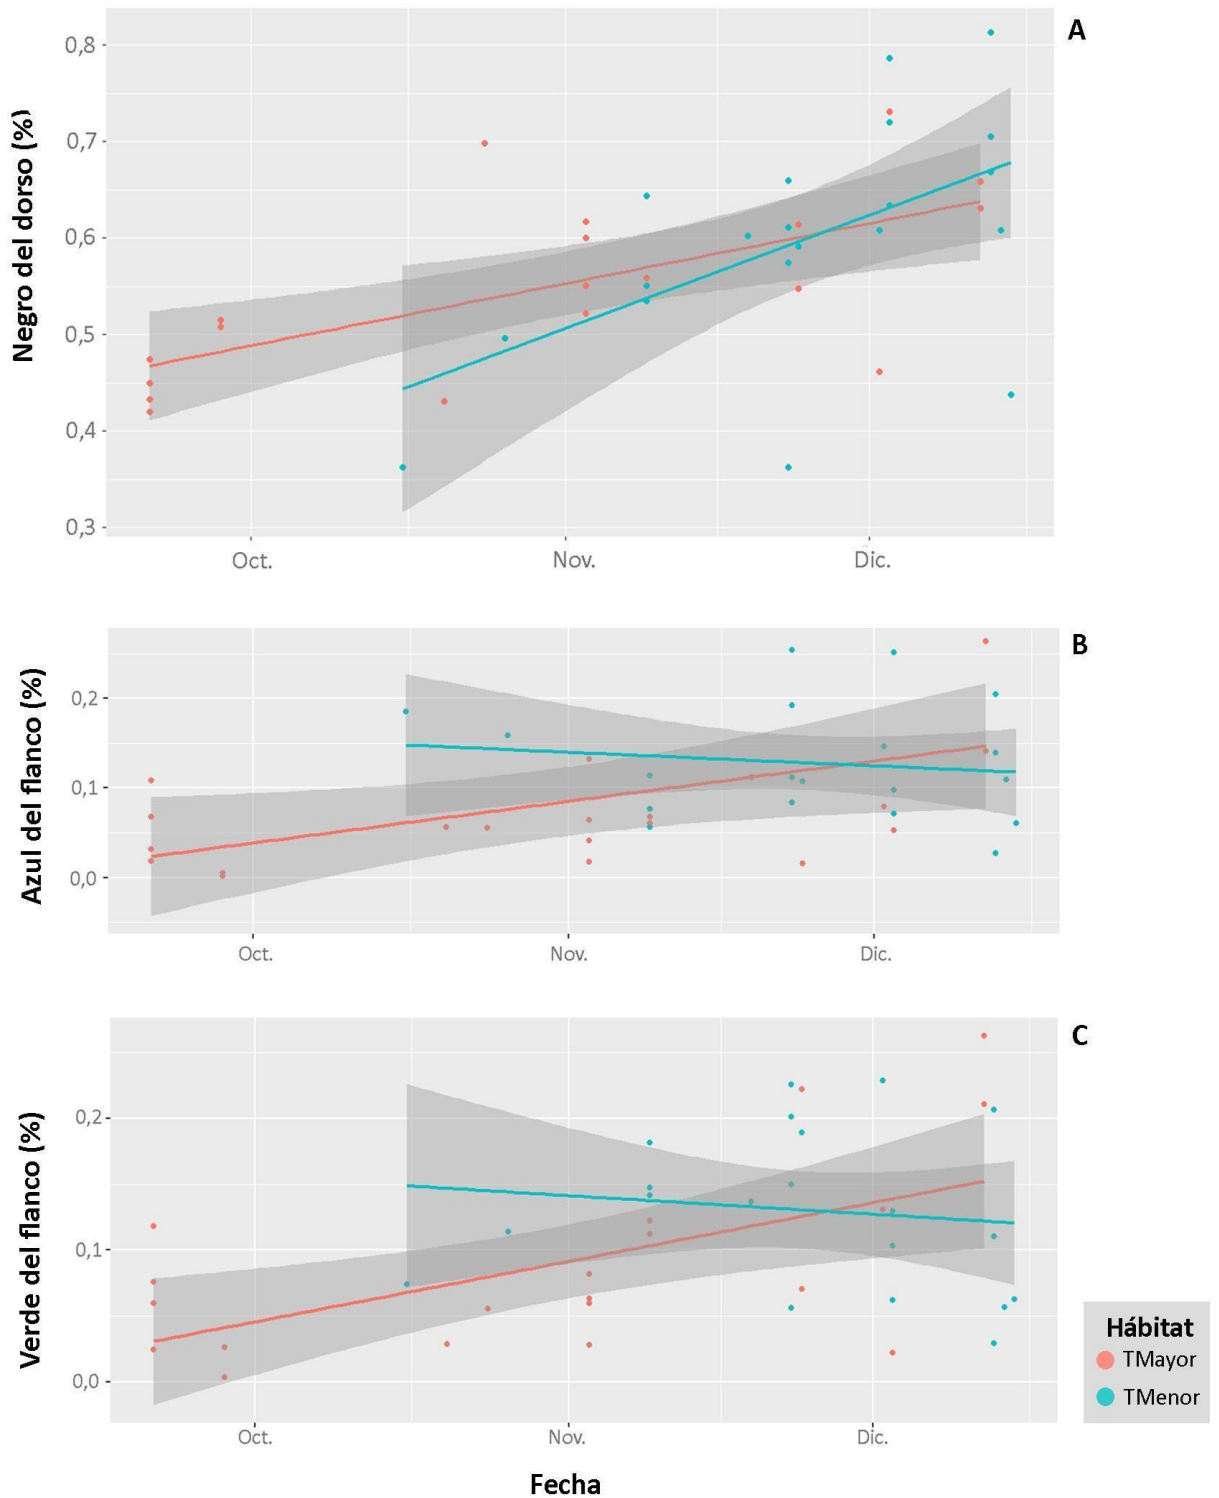 A
Negro del dorso (%)
0,8
0,7
0,6
0,5
0,4
0,3
Oct. Nov. Dic.
B
Azul del flanco (%)
0,2
0,1
0,0
Oct. Nov. Dic.
C
Verde del flanco (%)
0,2
0,1
0,0
Oct. Nov. Dic.
Fecha
Hábitat
TMayor
TMenor